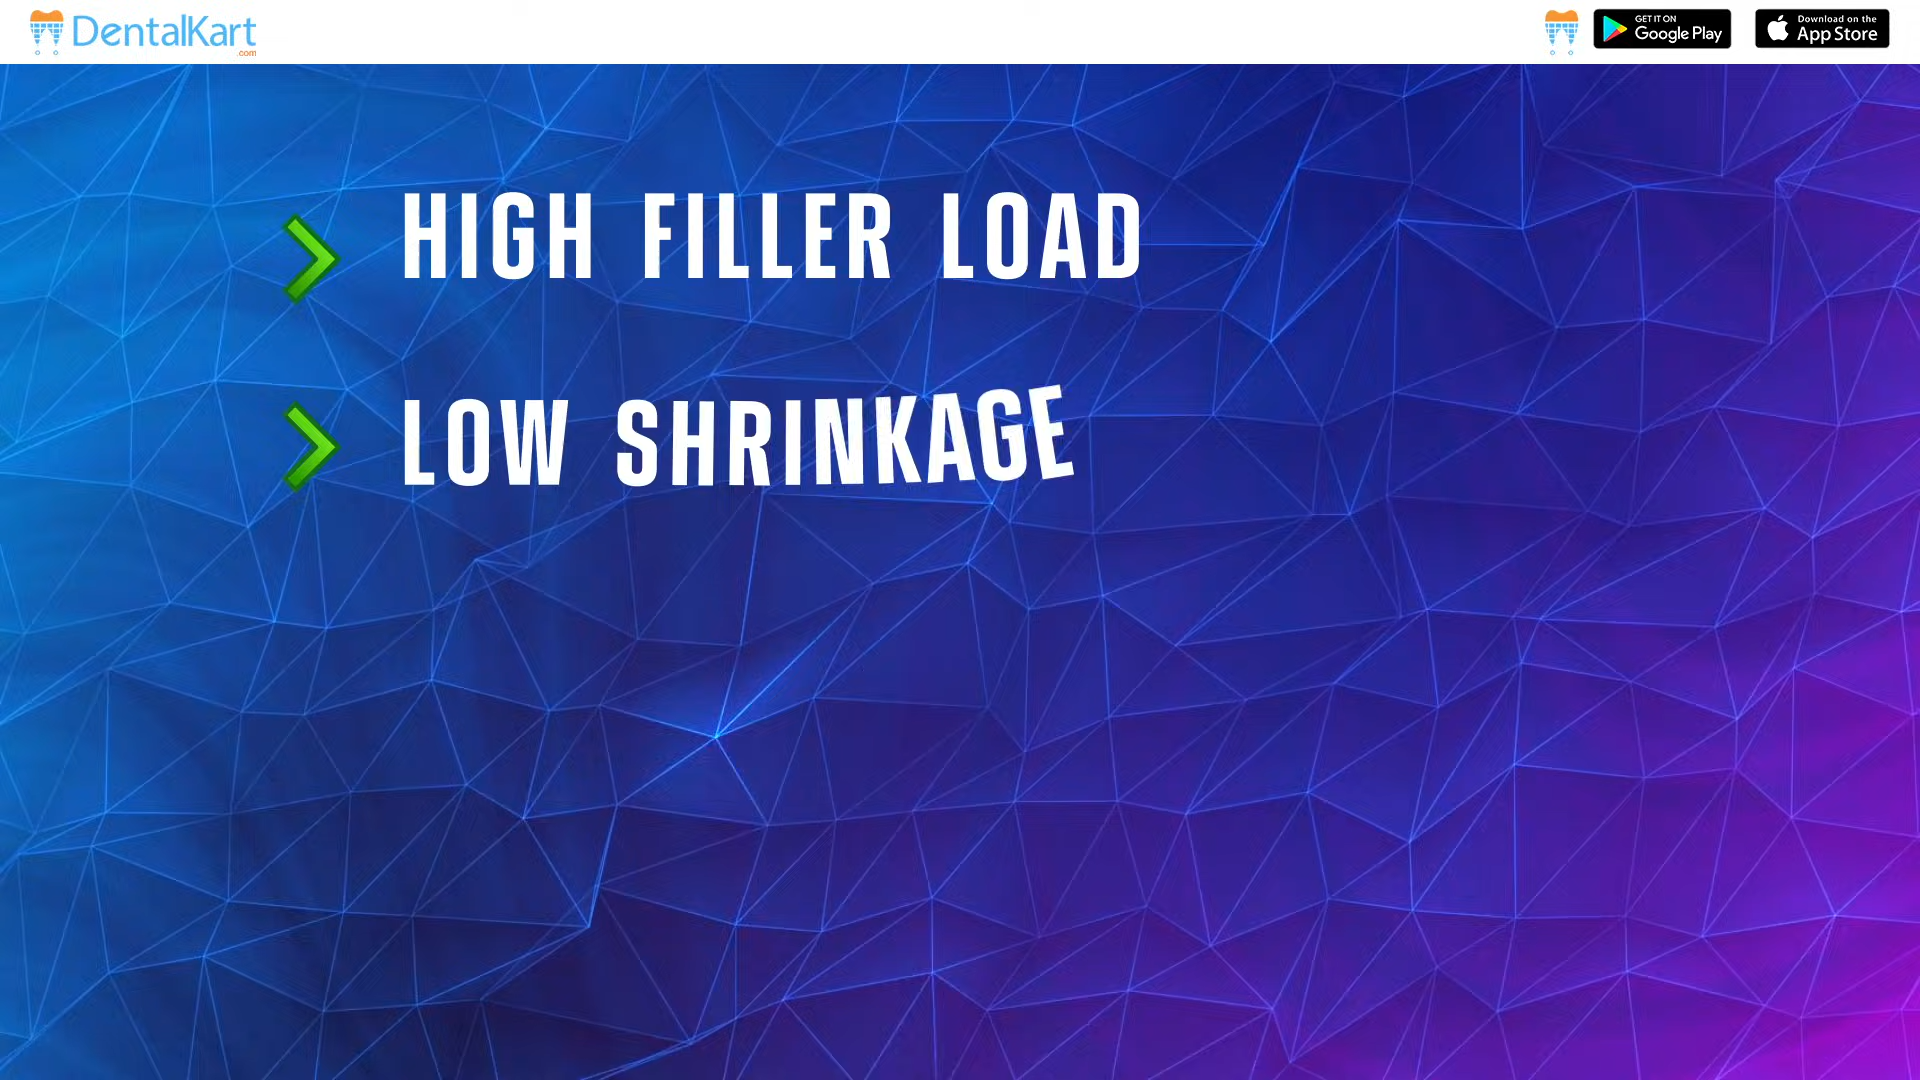 DentalKart
.com
GET IT ON
Google Play
Download on the
App Store
HIGH FILLER LOAD
LOW SHRINKAGE